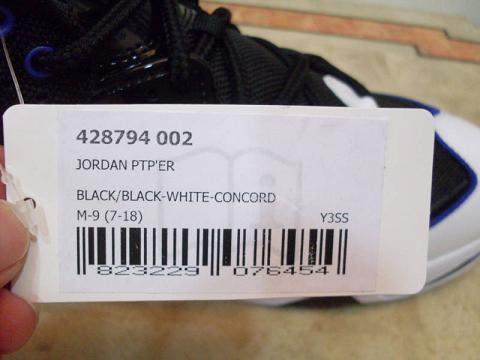 428794 002
JORDAN PTP'ER
BLACK/BLACK-WHITE-CONCORD
M-9 (7-18) Y3SS
823229 076454